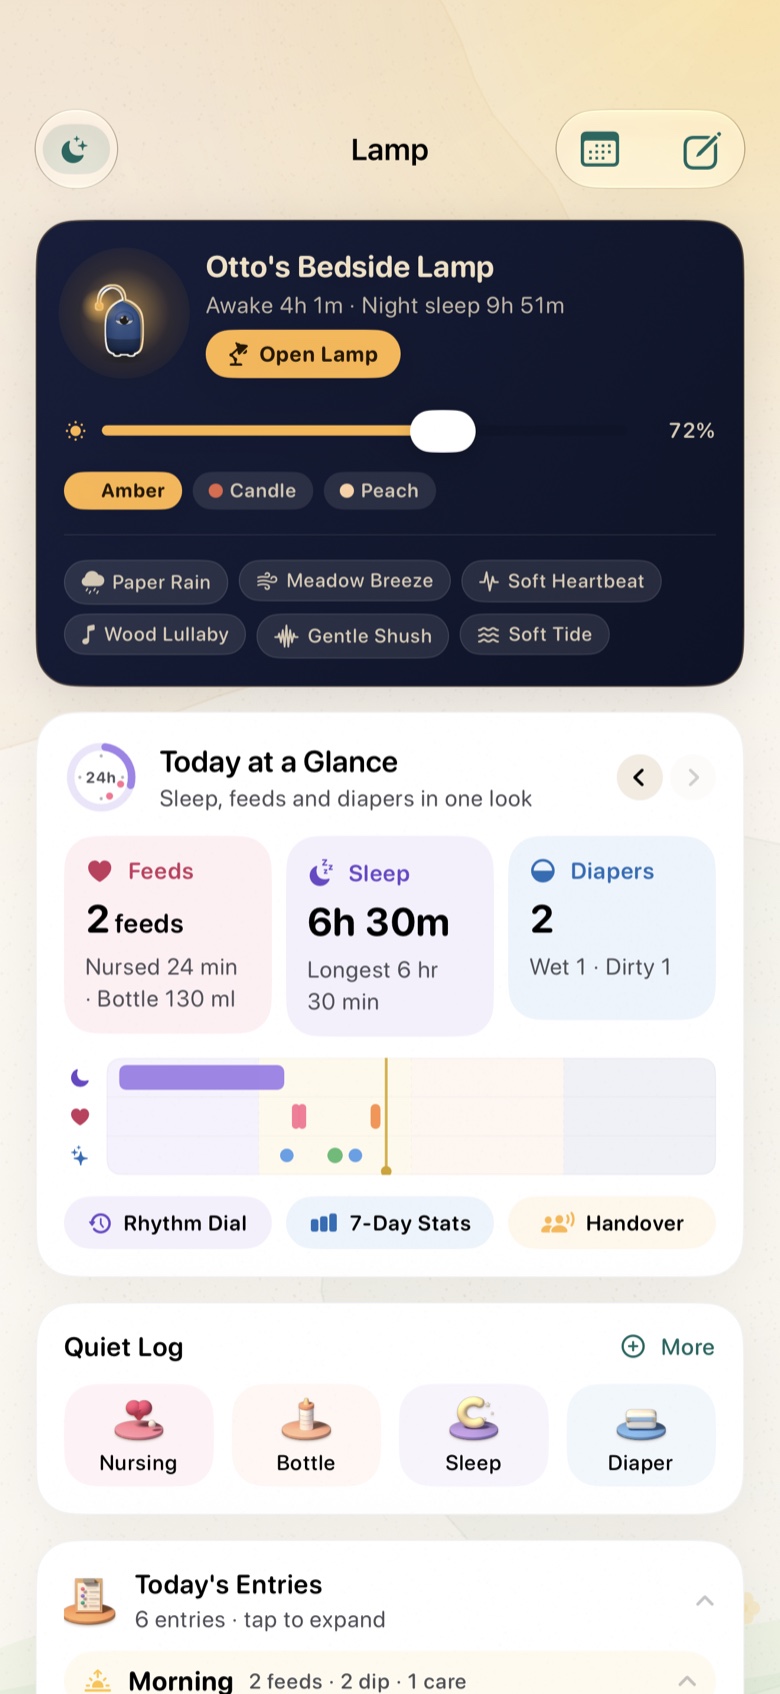 Lamp
Otto's Bedside Lamp
Awake 4h 1m · Night sleep 9h 51m
Open Lamp
72%
Amber
Candle
Peach
Paper Rain
Meadow Breeze
Soft Heartbeat
Wood Lullaby
Gentle Shush
Soft Tide
24h
Today at a Glance
Sleep, feeds and diapers in one look
Feeds
2 feeds
Nursed 24 min
· Bottle 130 ml
Sleep
6h 30m
Longest 6 hr
30 min
Diapers
2
Wet 1 · Dirty 1
Rhythm Dial
7-Day Stats
Handover
Quiet Log
More
Nursing
Bottle
Sleep
Diaper
Today's Entries
6 entries · tap to expand
Morning 2 feeds · 2 dip · 1 care